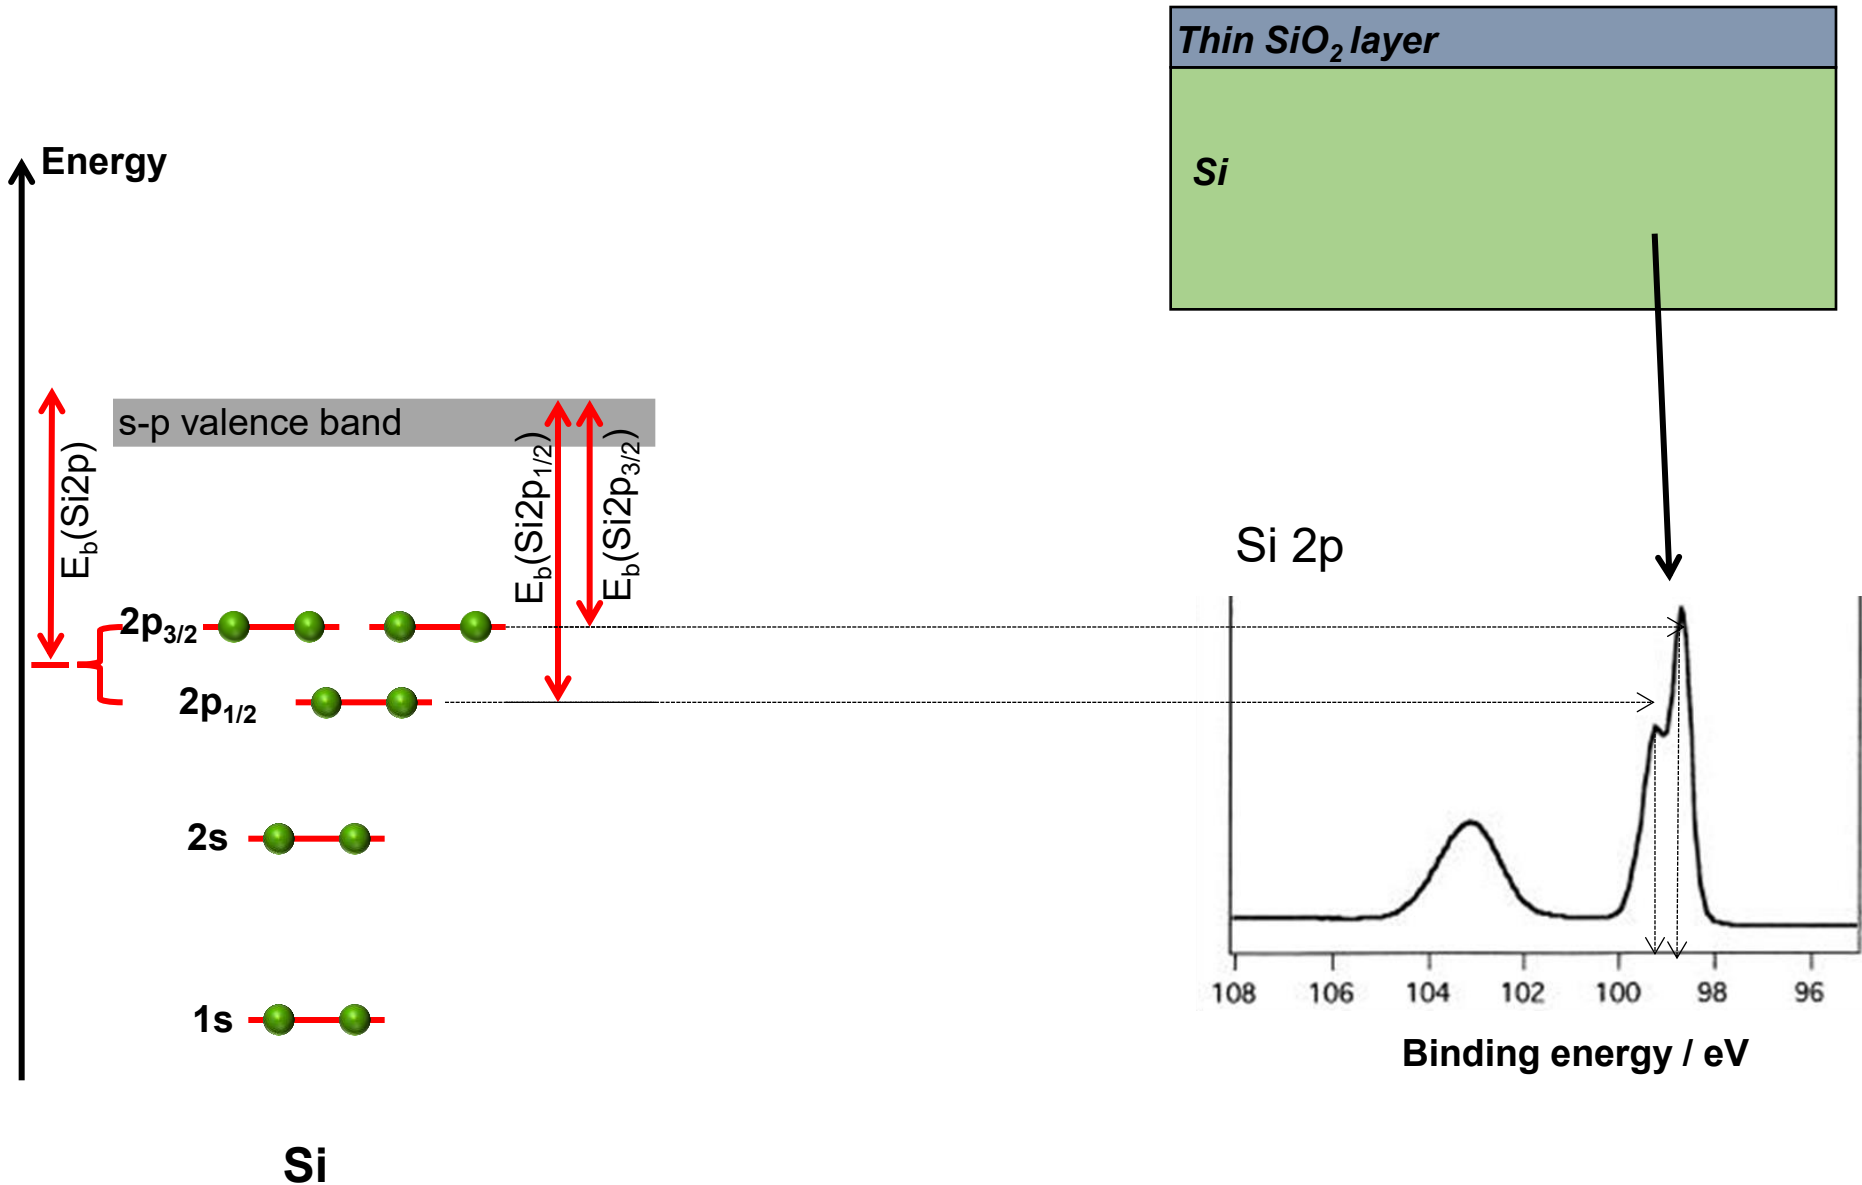 Thin SiO2 layer
Si
Energy
s-p valence band
Eb(Si2p)
Eb(Si2p1/2)
Eb(Si2p3/2)
2p3/2
2p1/2
2s
1s
Si
Si 2p
108 106 104 102 100 98 96
Binding energy / eV